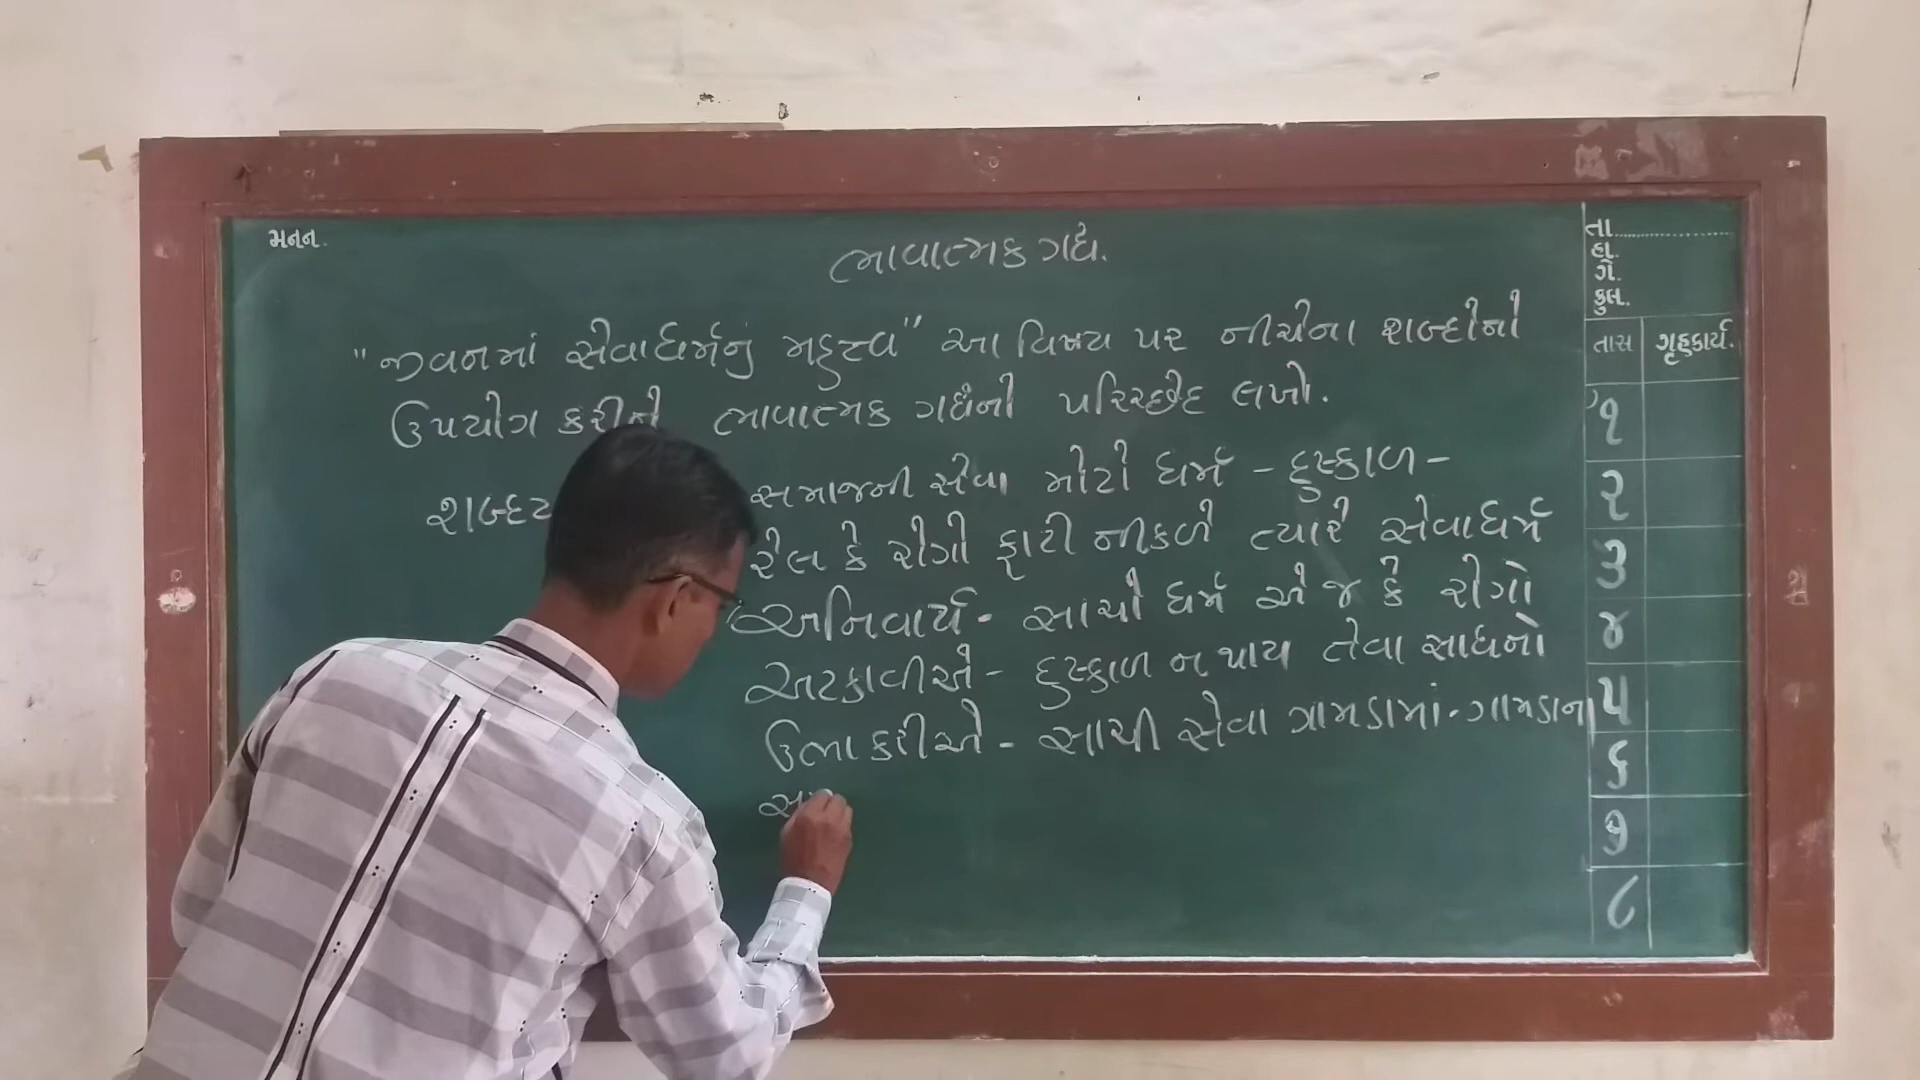 મનન.
ભાવાત્મક ગદ્ય.
"જીવનમાં સેવાધર્મનું મહત્ત્વ" આ વિષય પર નીચેના શબ્દોનો
ઉપયોગ કરીને ભાવાત્મક ગદ્યનો પરિચ્છેદ લખો.
સમાજની સેવા મોટો ધર્મ - દુષ્કાળ -
રેલ કે રોગો ફાટી નીકળે ત્યારે સેવાધર્મ
અનિવાર્ય - સાચો ધર્મ એ જ કે રોગો
અટકાવીએ - દુષ્કાળ ન થાય તેવા સાધનો
ઉભા કરીએ - સાચી સેવા ગ્રામડામાં - ગામડાના
તા.
હા.
ગે.
કુલ.
તાસ ગૃહકાર્ય.
૧
૨
૩
૪
૫
૬
૭
૮